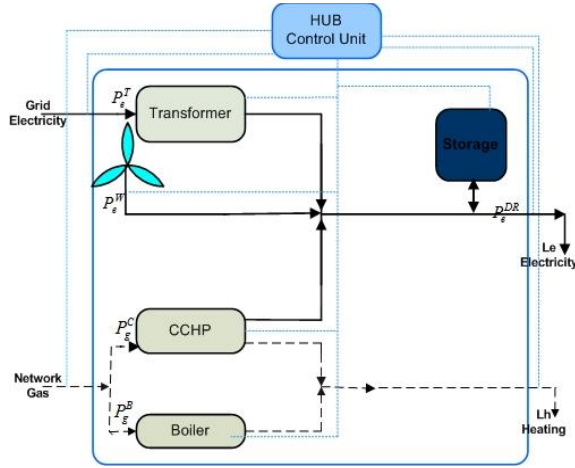 HUB
Control Unit
Grid
Electricity
P_e^T
Transformer
Storage
P_e^W
P_e^DR
Le
Electricity
P_g^C
CCHP
Network
Gas
P_g^B
Boiler
Lh
Heating